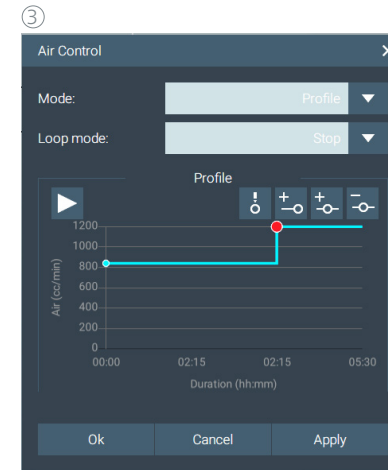 ③
Air Control
Mode: Profile
Loop mode: Stop
Profile
1200
1000
800
600
400
200
0
Air (cc/min)
00:00 02:15 02:15 05:30
Duration (hh:mm)
Ok Cancel Apply